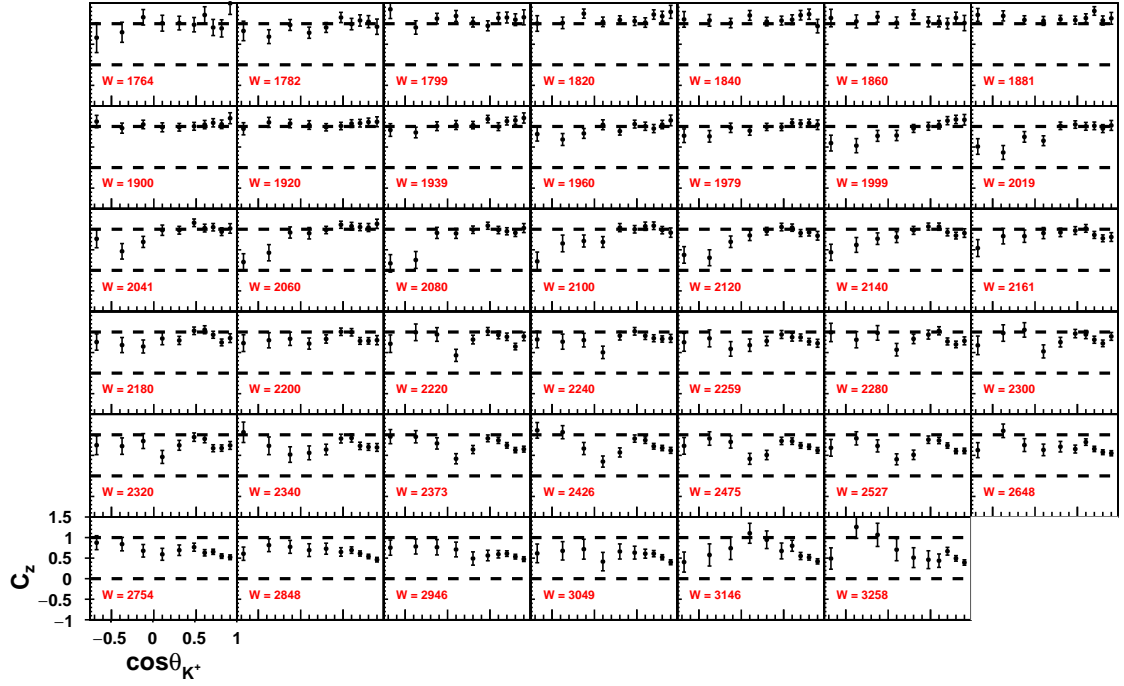 W = 1764 W = 1782 W = 1799 W = 1820 W = 1840 W = 1860 W = 1881
W = 1900 W = 1920 W = 1939 W = 1960 W = 1979 W = 1999 W = 2019
W = 2041 W = 2060 W = 2080 W = 2100 W = 2120 W = 2140 W = 2161
W = 2180 W = 2200 W = 2220 W = 2240 W = 2259 W = 2280 W = 2300
W = 2320 W = 2340 W = 2373 W = 2426 W = 2475 W = 2527 W = 2648
1.5
1
0.5
0
−0.5
−1
C_z
W = 2754 W = 2848 W = 2946 W = 3049 W = 3146 W = 3258
−0.5 0 0.5 1
cosθ_K⁺